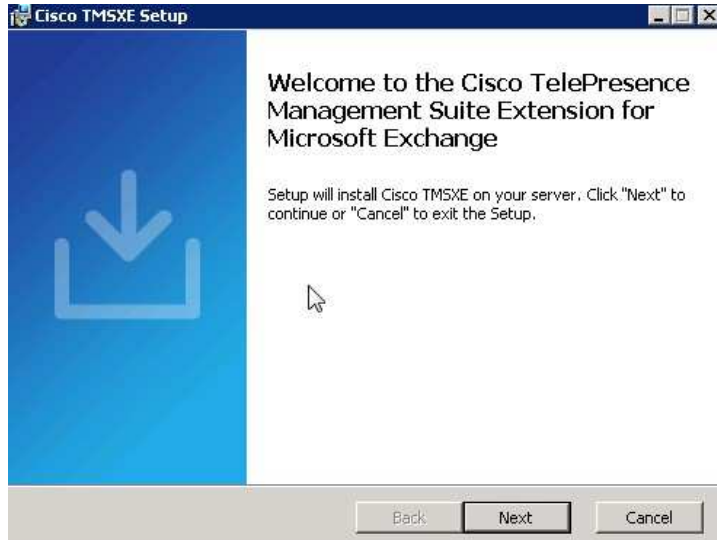 Cisco TMSXE Setup
Welcome to the Cisco TelePresence
Management Suite Extension for
Microsoft Exchange
Setup will install Cisco TMSXE on your server. Click "Next" to
continue or "Cancel" to exit the Setup.
Back
Next
Cancel